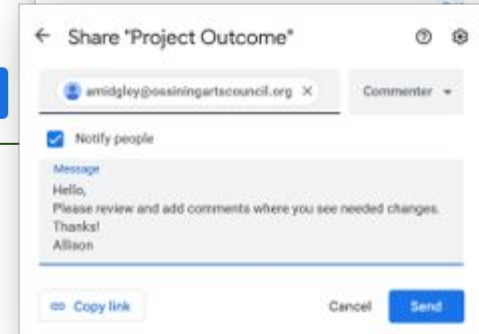 Share "Project Outcome"
amidgley@ossiningartscouncil.org
Commenter
Notify people
Message
Hello,
Please review and add comments where you see needed changes.
Thanks!
Allison
Copy link
Cancel
Send